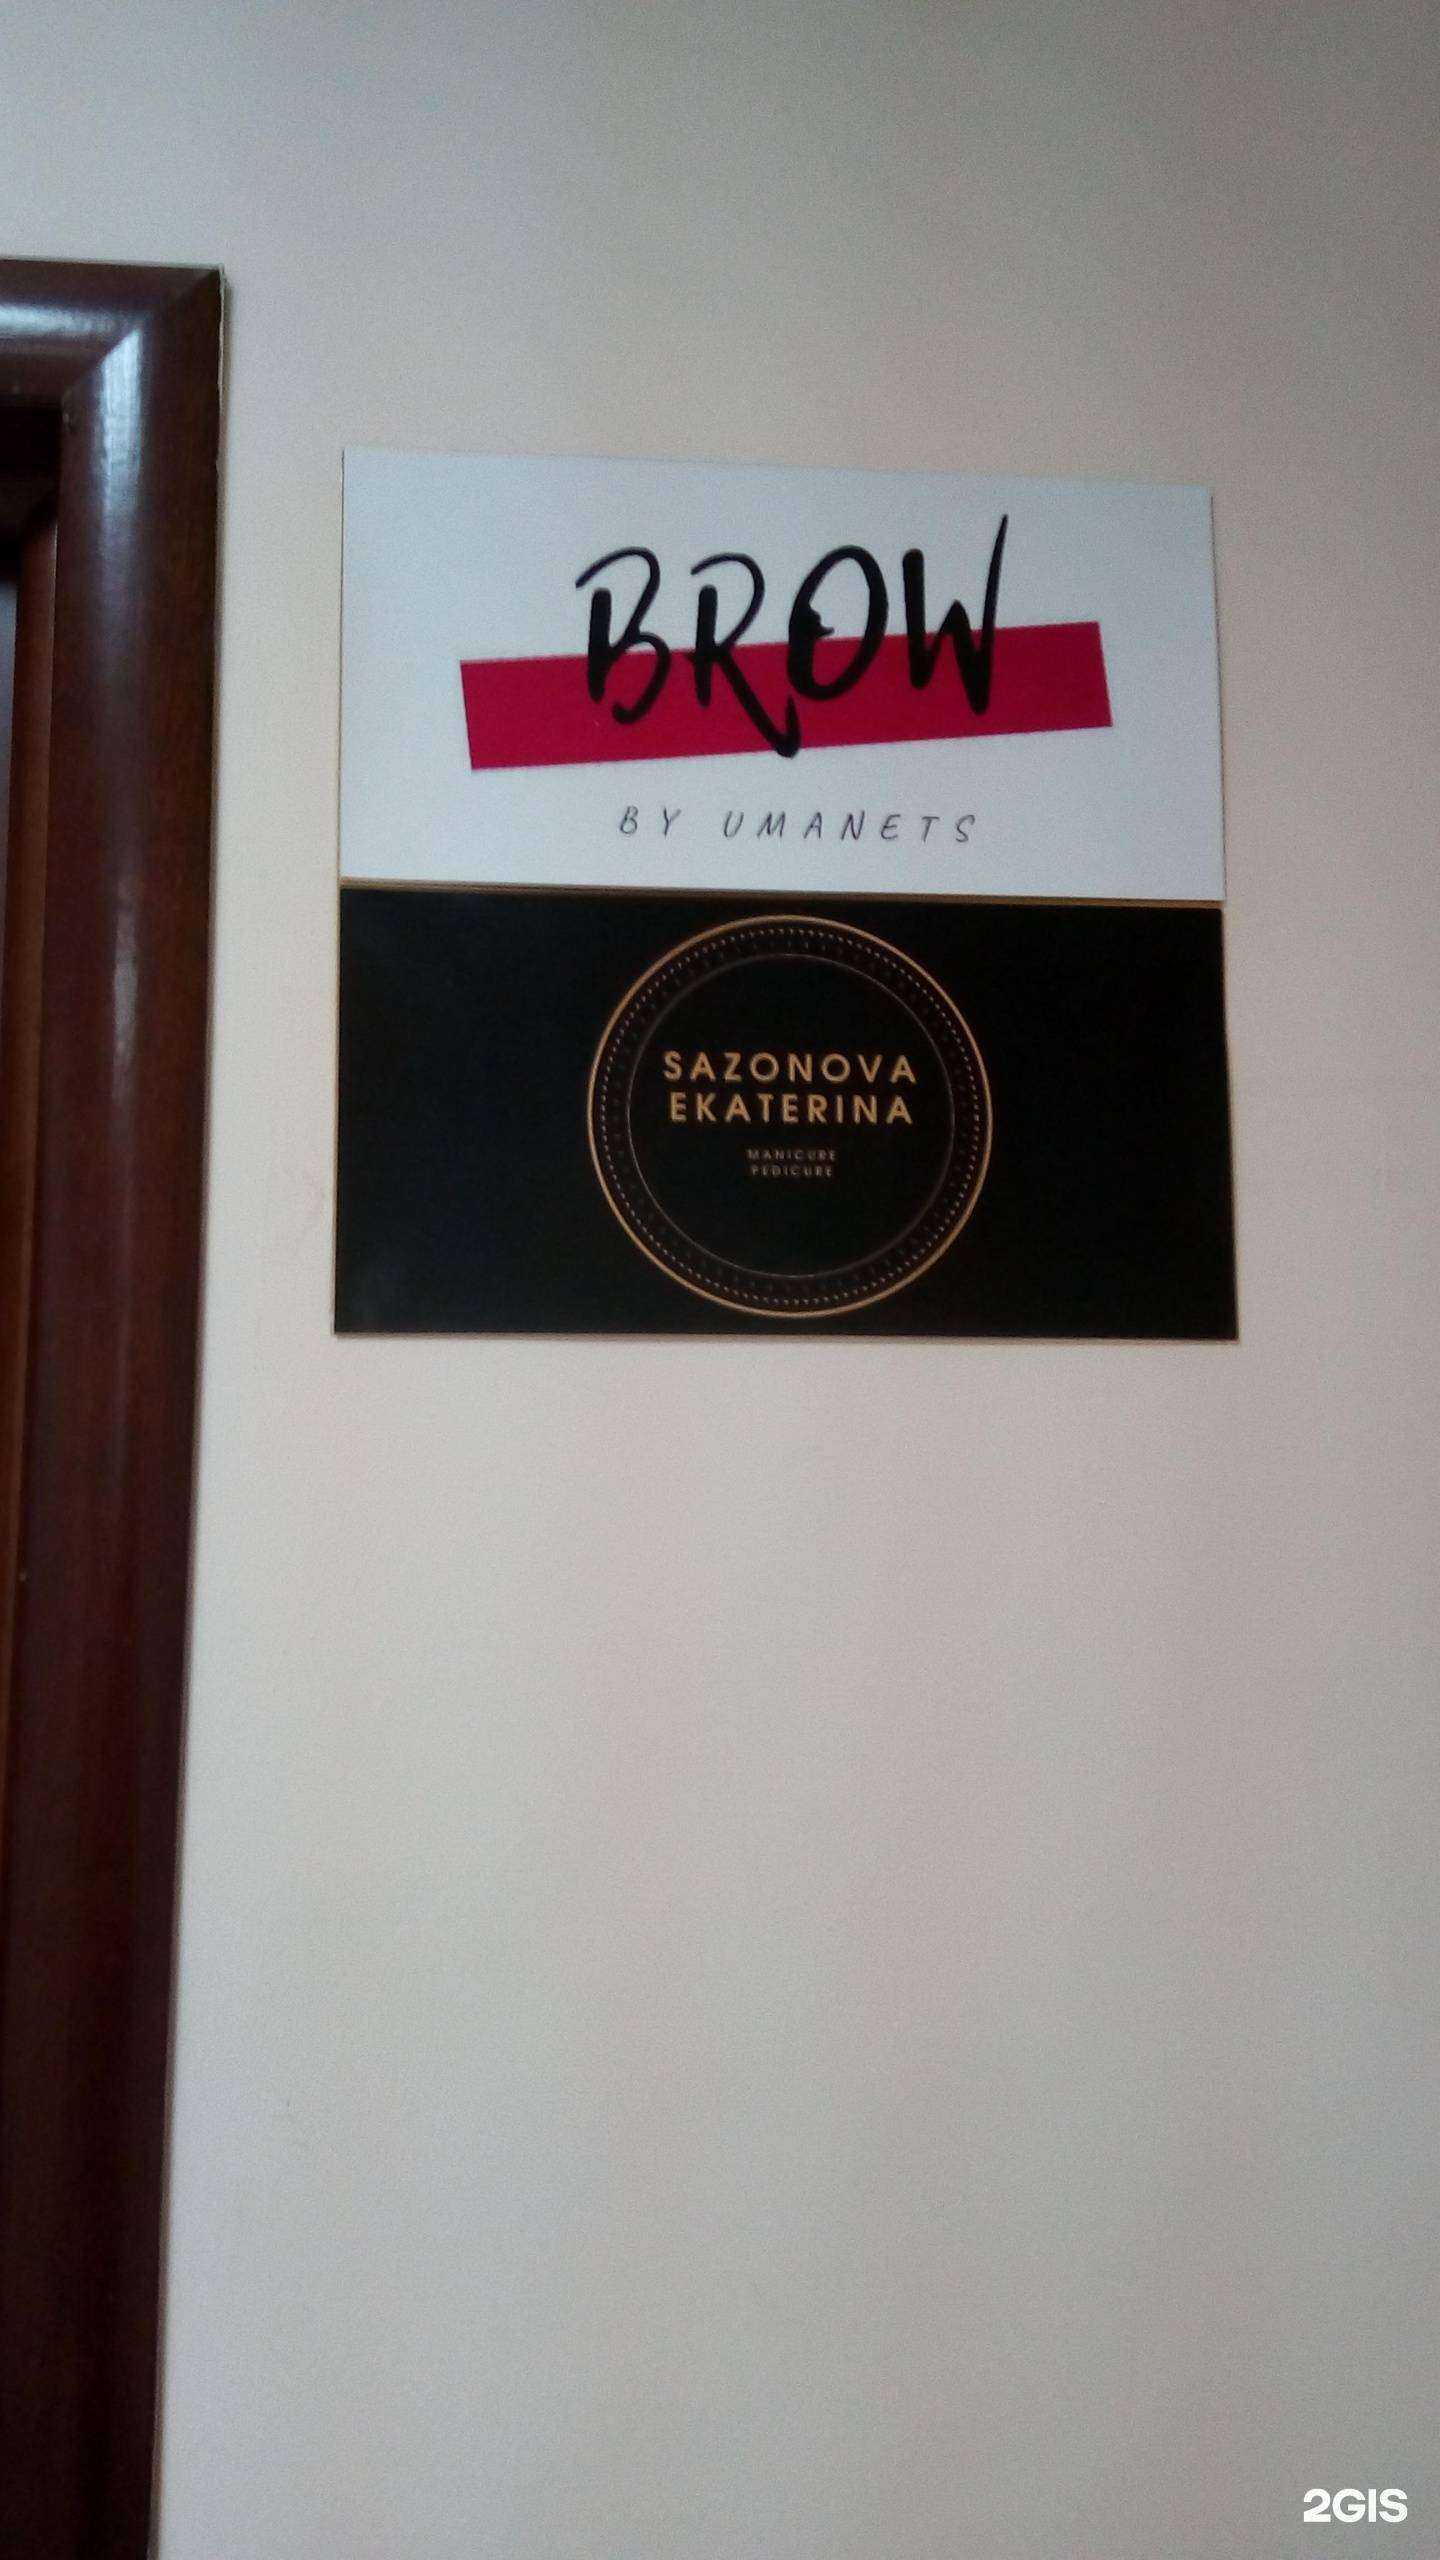 BROW
BY UMANETS
SAZONOVA
EKATERINA
MANICURE
PEDICURE
2GIS